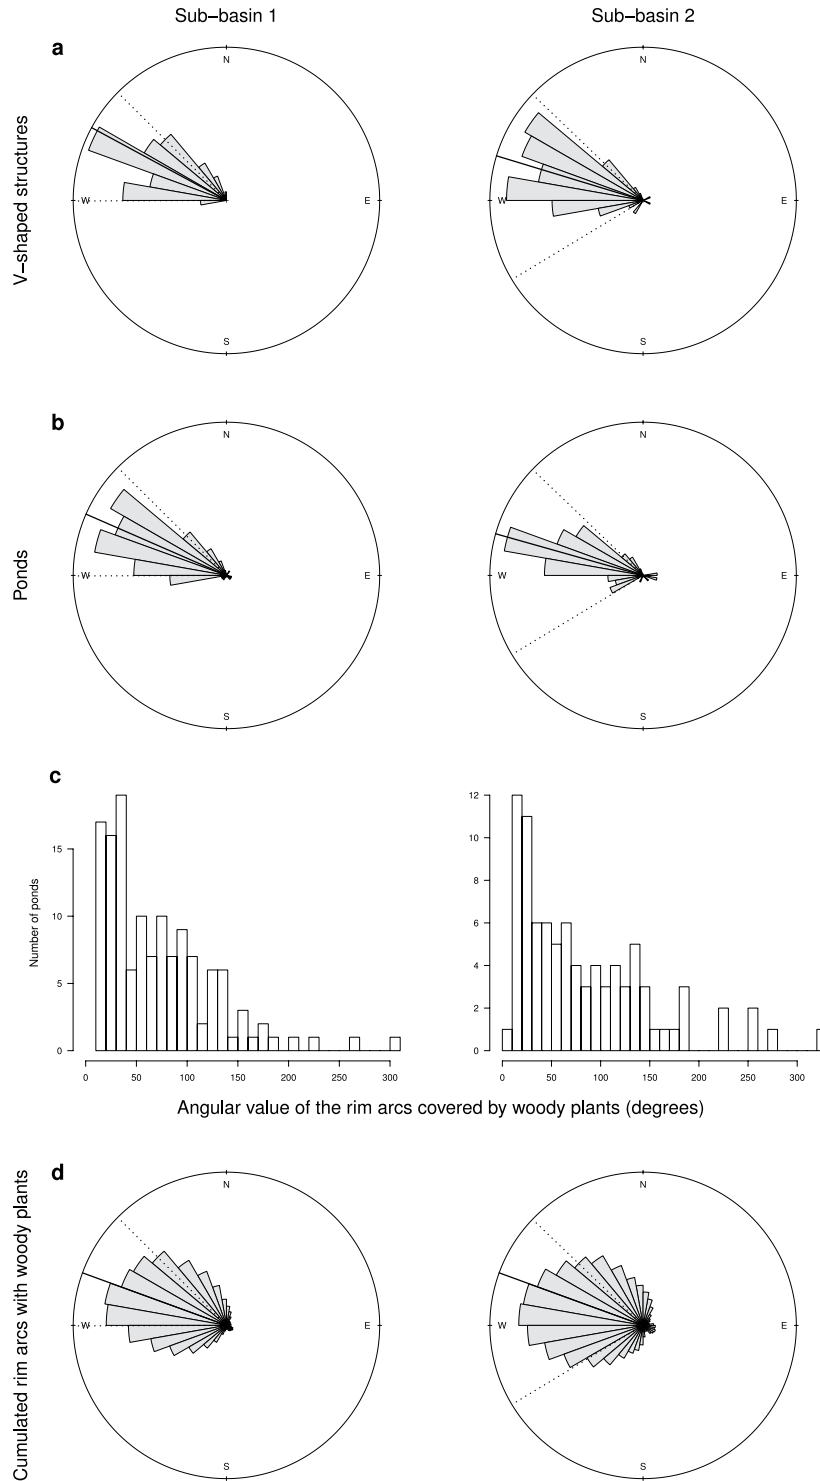 Sub−basin 1
Sub−basin 2
a
V−shaped structures
N
W
E
S
N
W
E
S
b
Ponds
N
W
E
S
N
W
E
S
c
Number of ponds
15
10
5
0
0 50 100 150 200 250 300
12
10
8
6
4
2
0
0 50 100 150 200 250 300
Angular value of the rim arcs covered by woody plants (degrees)
d
Cumulated rim arcs with woody plants
N
W
E
S
N
W
E
S